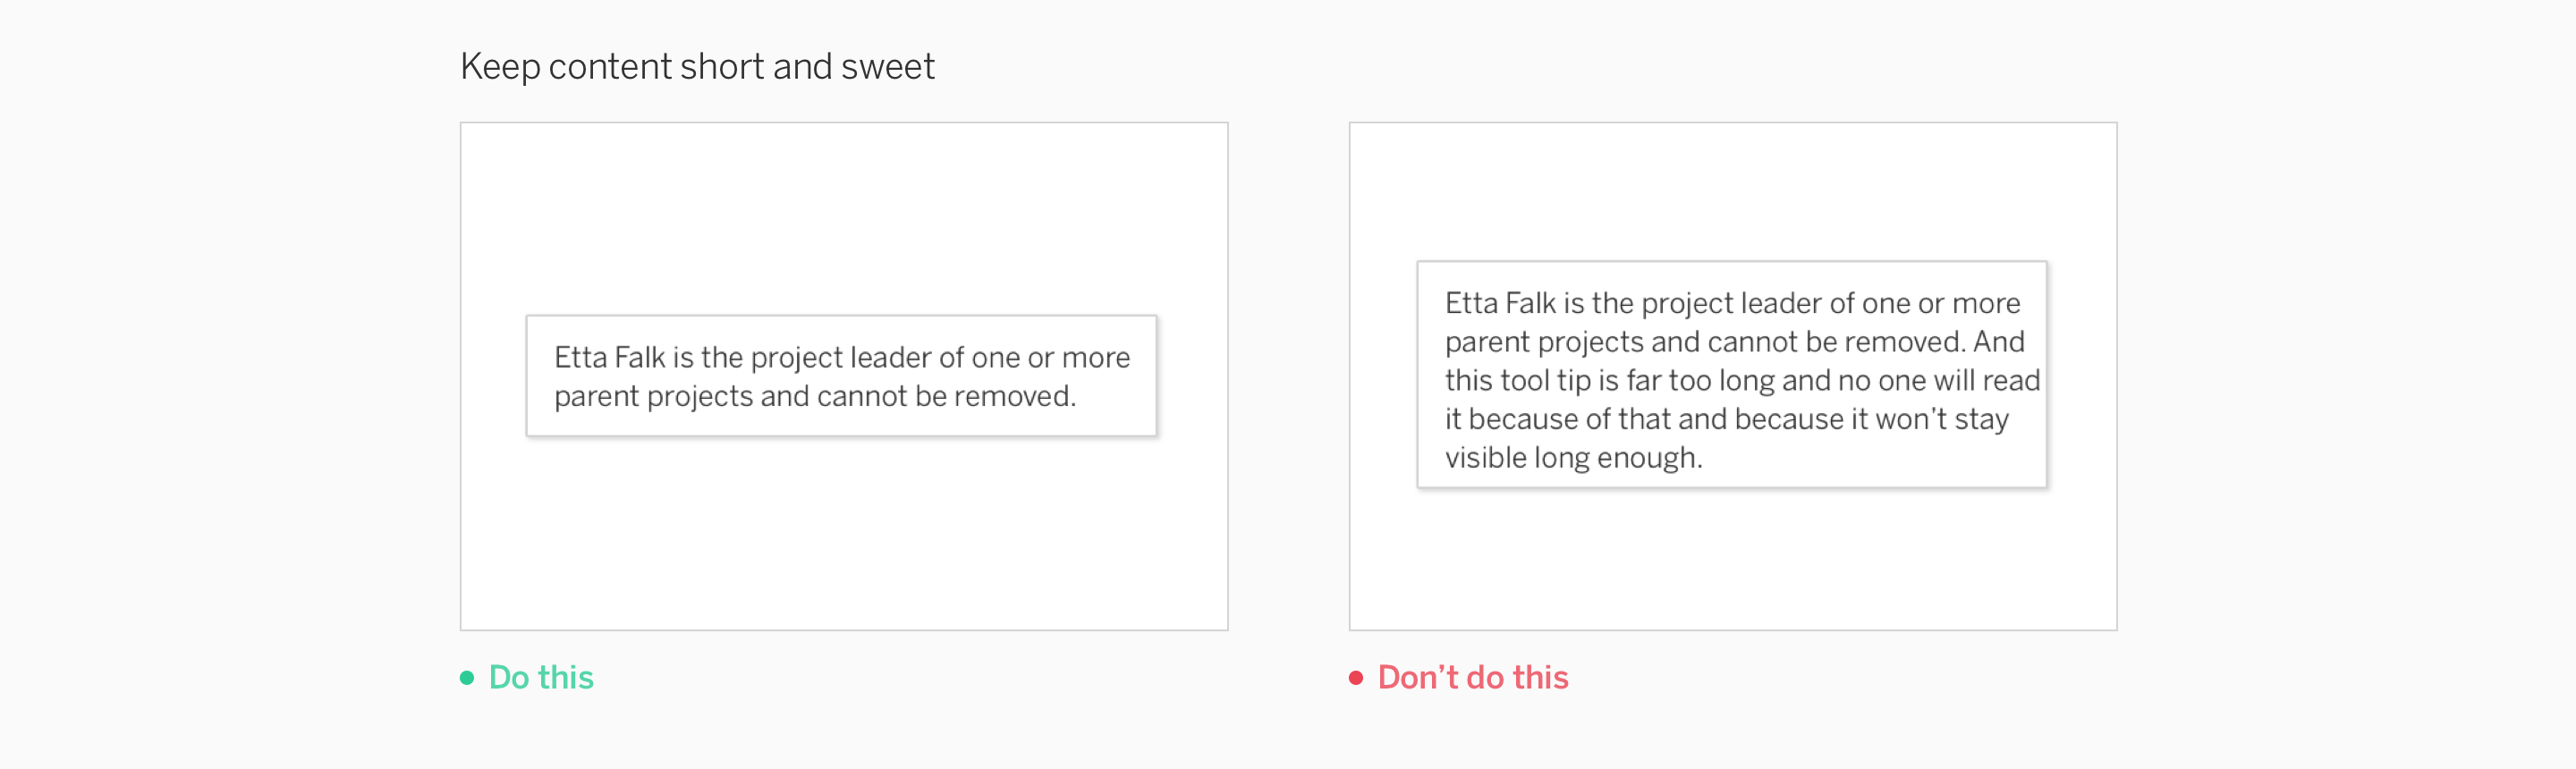 Keep content short and sweet
Etta Falk is the project leader of one or more
parent projects and cannot be removed.
Do this
Etta Falk is the project leader of one or more
parent projects and cannot be removed. And
this tool tip is far too long and no one will read
it because of that and because it won’t stay
visible long enough.
Don’t do this